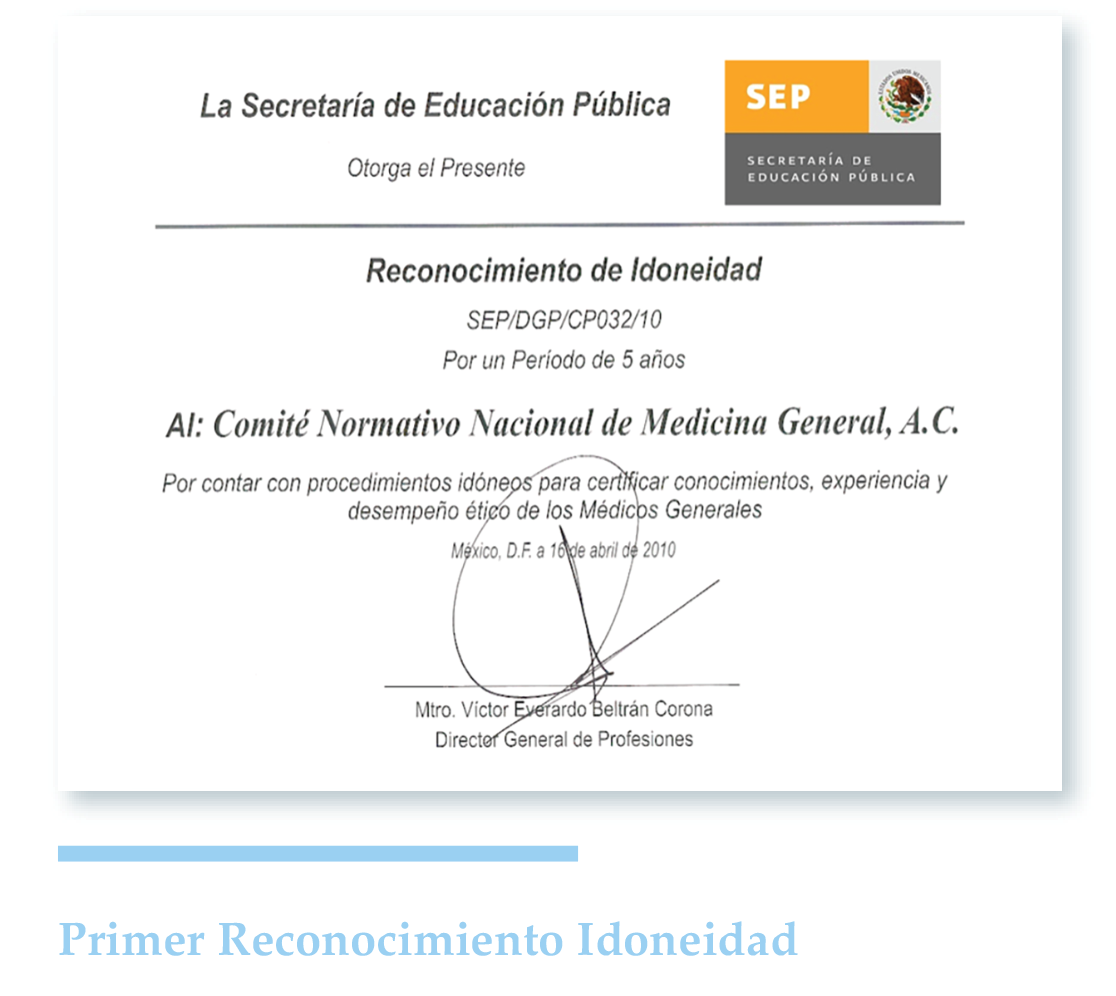 La Secretaría de Educación Pública
Otorga el Presente
SEP
SECRETARÍA DE
EDUCACIÓN PÚBLICA
Reconocimiento de Idoneidad
SEP/DGP/CP032/10
Por un Período de 5 años
Al: Comité Normativo Nacional de Medicina General, A.C.
Por contar con procedimientos idóneos para certificar conocimientos, experiencia y
desempeño ético de los Médicos Generales
México, D.F. a 16 de abril de 2010
Mtro. Víctor Everardo Beltrán Corona
Director General de Profesiones
Primer Reconocimiento Idoneidad